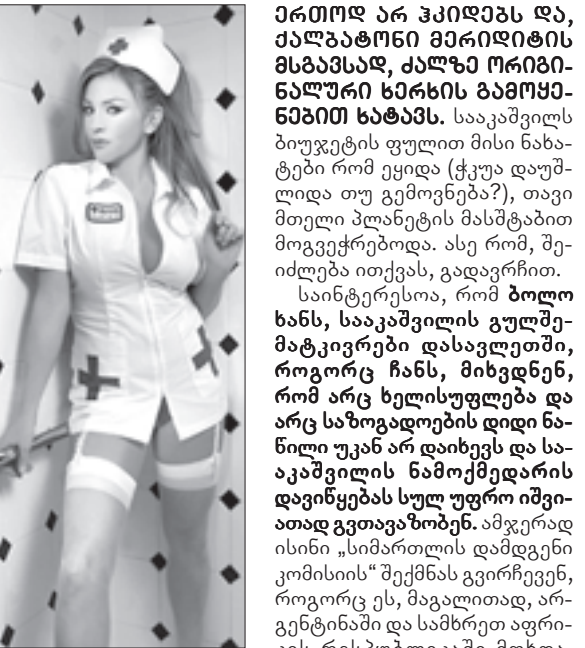 ერთოდ არ ჰკიდებს და,
ქალბატონი მერიდიტის
მსგავსად, ძალზე ორიგი-
ნალური ხერხის გამოყე-
ნებით ხატავს. სააკაშვილს
ბიუჯეტის ფულით მისი ნახა-
ტები რომ ეყიდა (ჭკუა დაუშ-
ლიდა თუ გემოვნება?), თავი
მთელი პლანეტის მასშტაბით
მოგვეჭრებოდა. ასე რომ, შე-
იძლება ითქვას, გადავრჩით.
საინტერესოა, რომ ბოლო
ხანს, სააკაშვილის გულშე-
მატკივრები დასავლეთში,
როგორც ჩანს, მიხვდნენ,
რომ არც ხელისუფლება და
არც საზოგადოების დიდი ნა-
წილი უკან არ დაიხევს და სა-
აკაშვილის ნამოქმედარის
დავიწყებას სულ უფრო იშვი-
ათად გვთავაზობენ. ამჯერად
ისინი „სიმართლის დამდგენი
კომისიის“ შექმნას გვირჩევენ,
როგორც ეს, მაგალითად, არ-
გენტინაში და სამხრეთ აფრი-